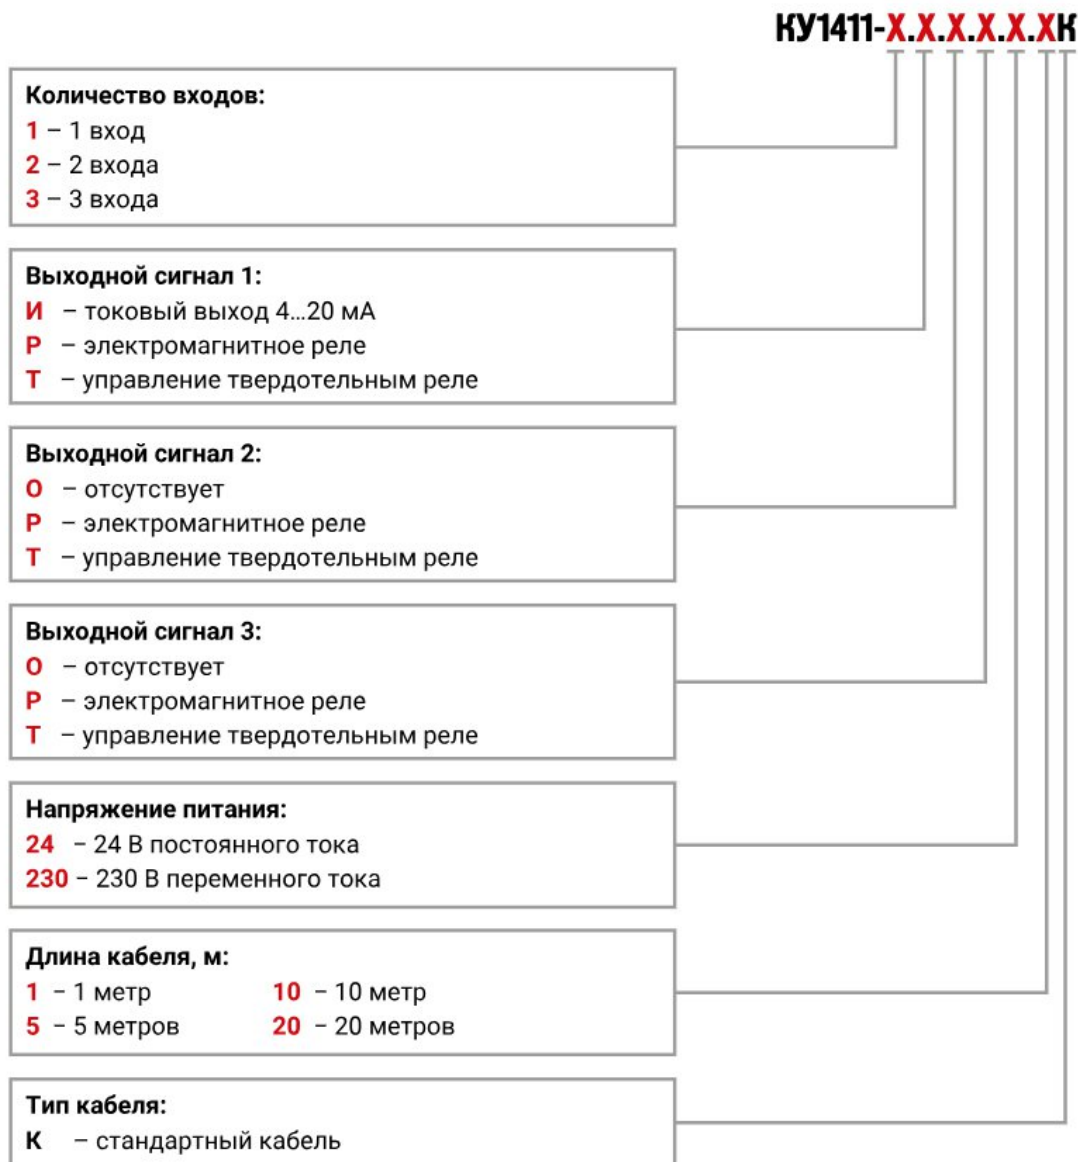 КУ1411-Х.Х.Х.Х.Х.ХК
Количество входов:
1 – 1 вход
2 – 2 входа
3 – 3 входа
Выходной сигнал 1:
И – токовый выход 4...20 мА
Р – электромагнитное реле
Т – управление твердотельным реле
Выходной сигнал 2:
О – отсутствует
Р – электромагнитное реле
Т – управление твердотельным реле
Выходной сигнал 3:
О – отсутствует
Р – электромагнитное реле
Т – управление твердотельным реле
Напряжение питания:
24 – 24 В постоянного тока
230 – 230 В переменного тока
Длина кабеля, м:
1 – 1 метр 10 – 10 метр
5 – 5 метров 20 – 20 метров
Тип кабеля:
К – стандартный кабель